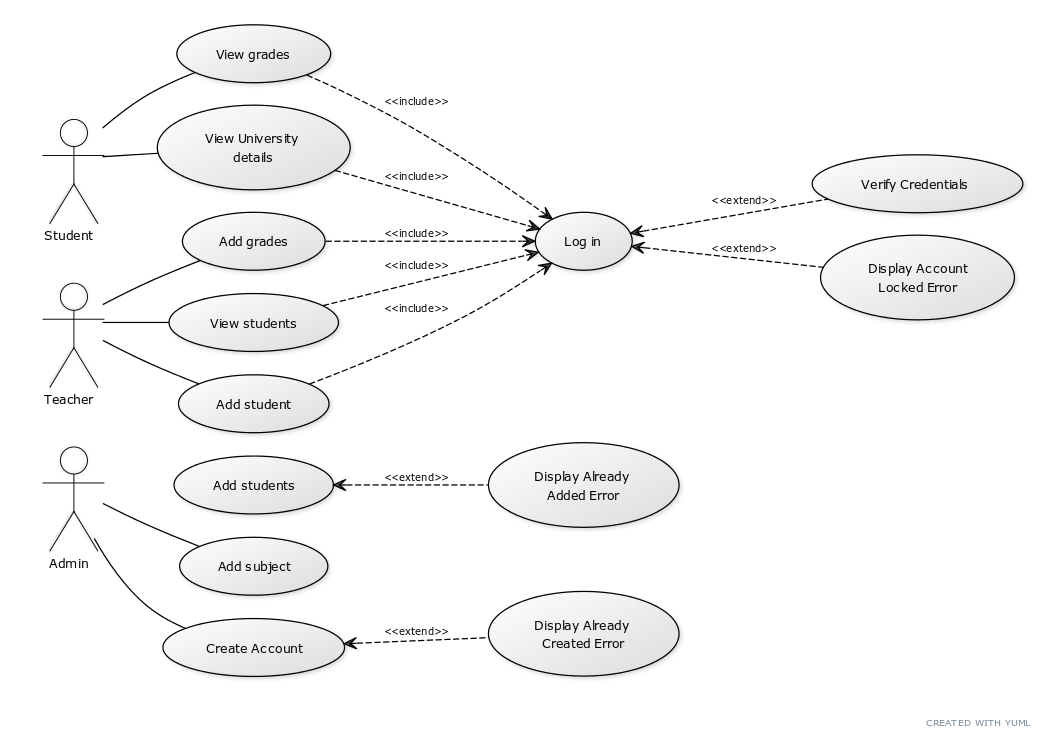 View grades
<<include>>
View University
details
<<include>>
Student
Add grades
<<include>>
Log in
<<extend>>
Verify Credentials
<<include>>
<<extend>>
Display Account
Locked Error
View students
<<include>>
Teacher
Add student
Add students
<<extend>>
Display Already
Added Error
Admin
Add subject
Create Account
<<extend>>
Display Already
Created Error
CREATED WITH YUML